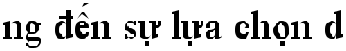 ng đến sự lựa chọn d